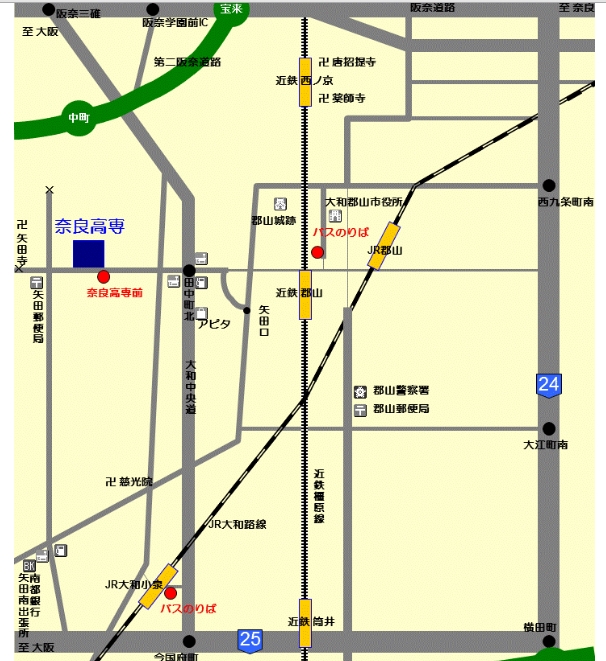 宝来
阪奈三碓
阪奈学園前IC
阪奈道路
至 奈良
至 大阪
第二阪奈道路
卍 唐招提寺
近鉄 西ノ京
卍 薬師寺
中町
西九条町南
大和郡山市役所
郡山城跡
奈良高専
バスのりば
卍 矢田寺
JR郡山
奈良高専前
矢田郵便局
田中町北
近鉄 郡山
矢田口
アピタ
大和中央道
24
郡山警察署
郡山郵便局
大江町南
近鉄橿原線
卍 慈光院
JR大和路線
JR大和小泉
南都銀行
矢田南出張所
バスのりば
近鉄 筒井
横田町
25
至 大阪
今国府町